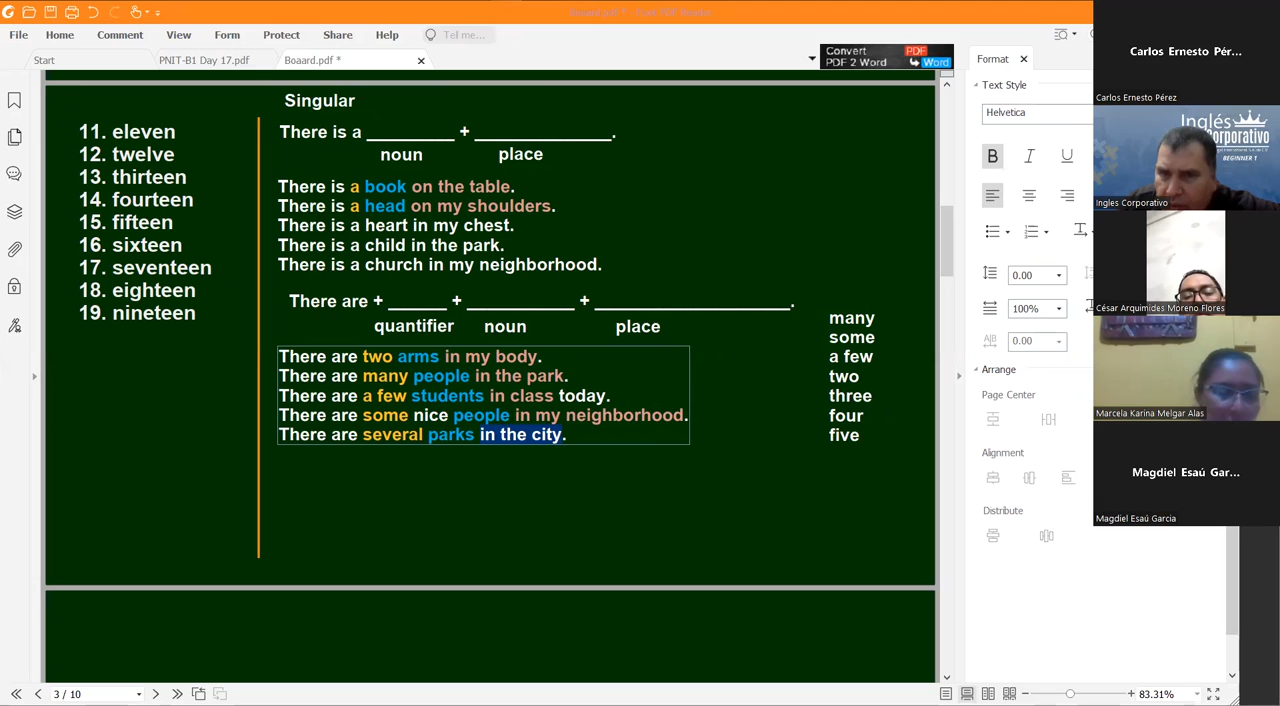 File Home Comment View Form Protect Share Help Tell me...
Start PNIT-B1 Day 17.pdf Boaard.pdf * Convert PDF 2 Word PDF Word
Singular
11. eleven
12. twelve
13. thirteen
14. fourteen
15. fifteen
16. sixteen
17. seventeen
18. eighteen
19. nineteen
There is a ________ + ____________.
noun place
There is a book on the table.
There is a head on my shoulders.
There is a heart in my chest.
There is a child in the park.
There is a church in my neighborhood.
There are + ______ + __________ + __________________.
quantifier noun place
There are two arms in my body.
There are many people in the park.
There are a few students in class today.
There are some nice people in my neighborhood.
There are several parks in the city.
many
some
a few
two
three
four
five
3 / 10
83.31%
Format
Text Style
Helvetica
B I U
0.00
100%
0.00
Arrange
Page Center
Alignment
Distribute
Carlos Ernesto Pér...
Carlos Ernesto Pérez
Inglés
Corporativo
BEGINNER 1
Ingles Corporativo
César Arquimides Moreno Flores
Marcela Karina Melgar Alas
Magdiel Esaú Gar...
Magdiel Esaú Garcia